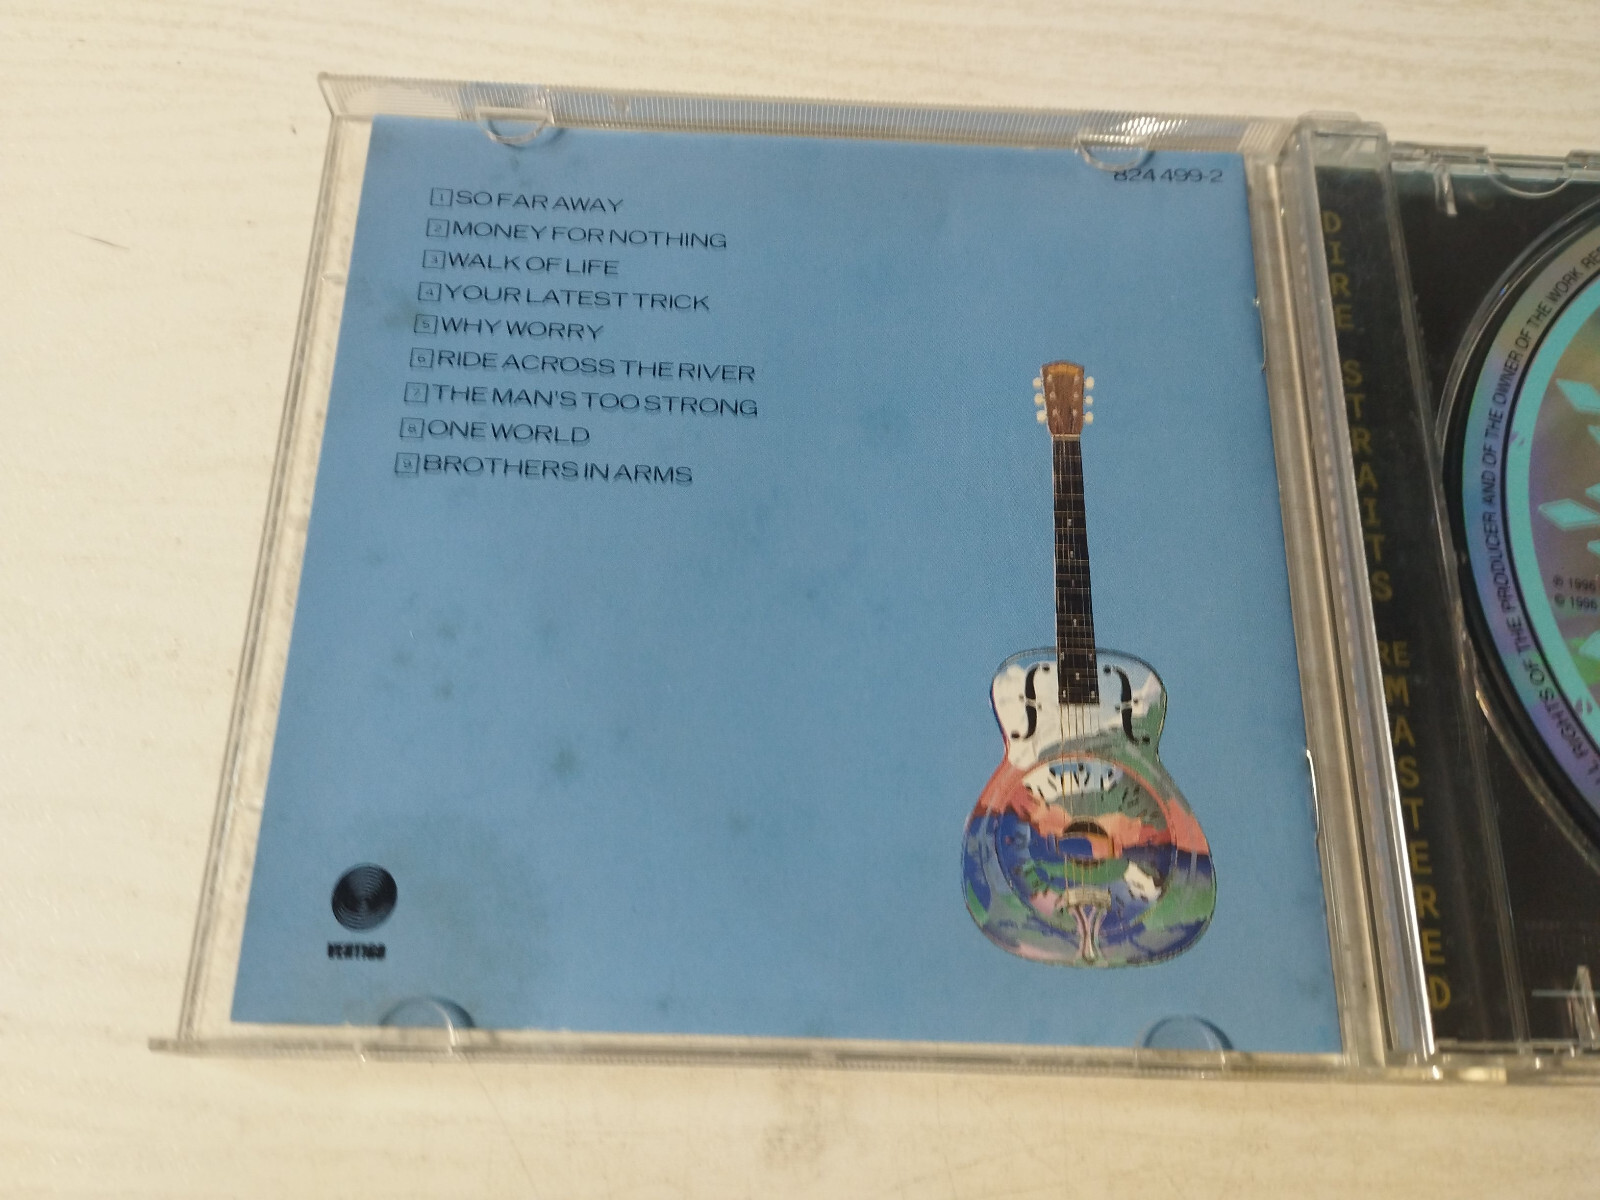 824 499-2
1 SO FAR AWAY
2 MONEY FOR NOTHING
3 WALK OF LIFE
4 YOUR LATEST TRICK
5 WHY WORRY
6 RIDE ACROSS THE RIVER
7 THE MAN'S TOO STRONG
8 ONE WORLD
9 BROTHERS IN ARMS
VERTIGO
DIRE STRAITS REMASTERED
RIGHTS OF THE PRODUCER AND OF THE OWNER OF THE WORK
℗ 1996
© 1996